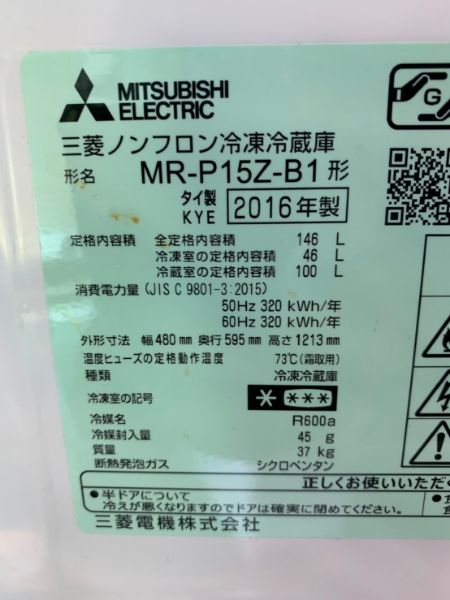 MITSUBISHI
ELECTRIC
G
三菱ノンフロン冷凍冷蔵庫
形名 MR-P15Z-B1 形
タイ製 KYE 2016年製
定格内容積 全定格内容積 146 L
冷凍室の定格内容積 46 L
冷蔵室の定格内容積 100 L
消費電力量 (JIS C 9801-3:2015)
50Hz 320 kWh/年
60Hz 320 kWh/年
外形寸法 幅480mm 奥行595mm 高さ1213mm
温度ヒューズの定格動作温度 73℃(霜取用)
種類 冷凍冷蔵庫
冷凍室の記号
冷媒名 R600a
冷媒封入量 45 g
質量 37 kg
断熱発泡ガス シクロペンタン
正しくお使いいただく
●半ドアについて
冷えが悪くなりますのでドアは確実に閉めてください。
三菱電機株式会社